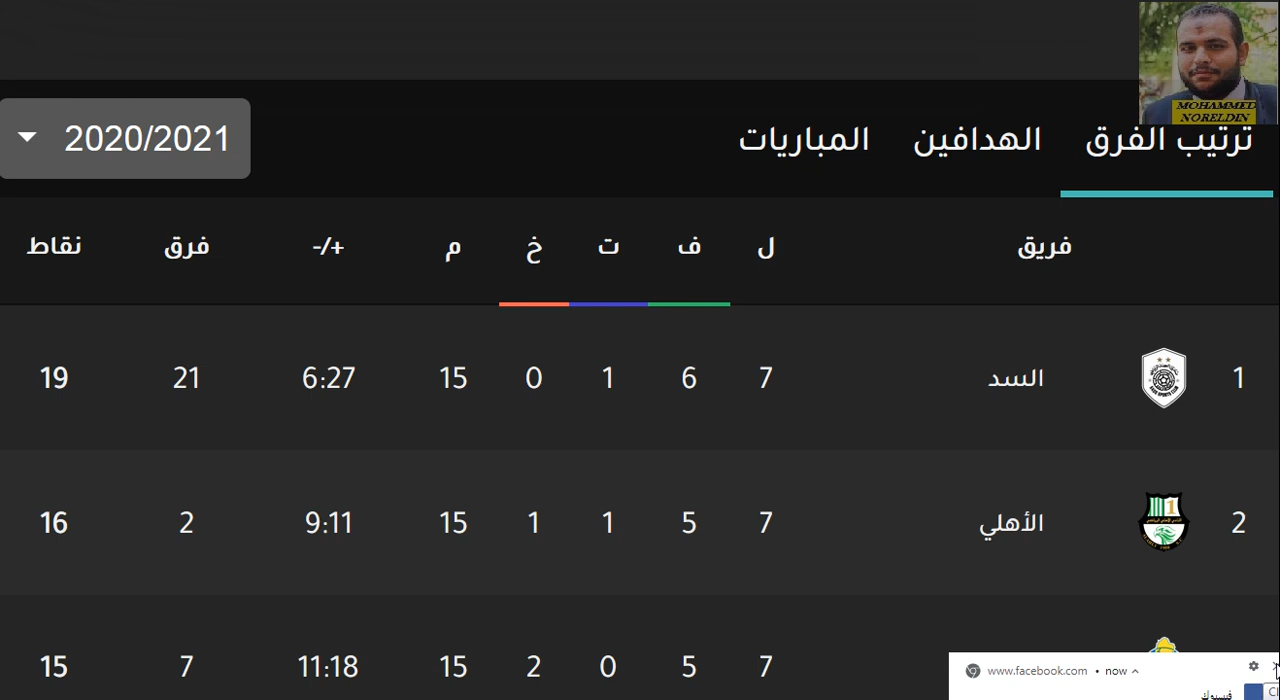 MOHAMMED
NORELDIN
ترتيب الفرق الهدافين المباريات 2020/2021
فريق ل ف ت خ م +/- فرق نقاط
1 السد 7 6 1 0 15 6:27 21 19
2 الأهلي 7 5 1 1 15 9:11 2 16
7 5 0 2 15 11:18 7 15
www.facebook.com • now
فيسبوك